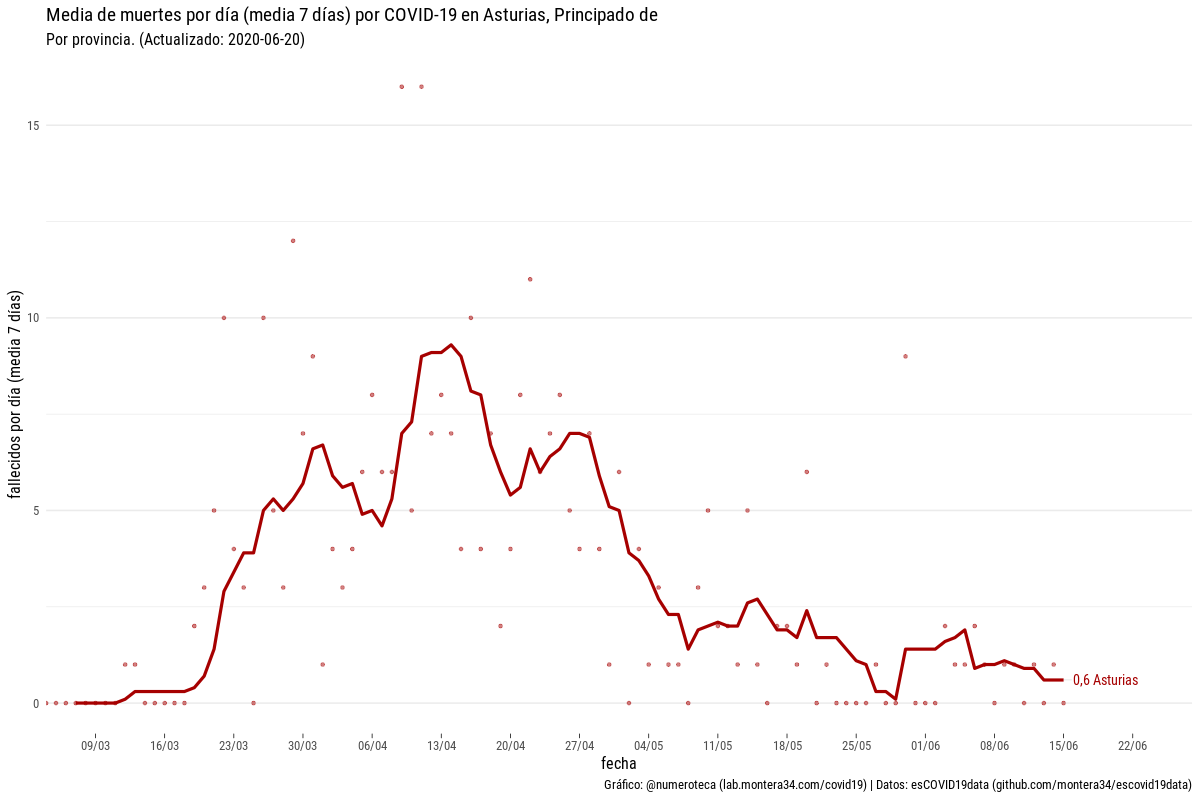 Media de muertes por día (media 7 días) por COVID-19 en Asturias, Principado de
Por provincia. (Actualizado: 2020-06-20)
fallecidos por día (media 7 días)
15
10
5
0
0,6 Asturias
09/03 16/03 23/03 30/03 06/04 13/04 20/04 27/04 04/05 11/05 18/05 25/05 01/06 08/06 15/06 22/06
fecha
Gráfico: @numeroteca (lab.montera34.com/covid19) | Datos: esCOVID19data (github.com/montera34/escovid19data)